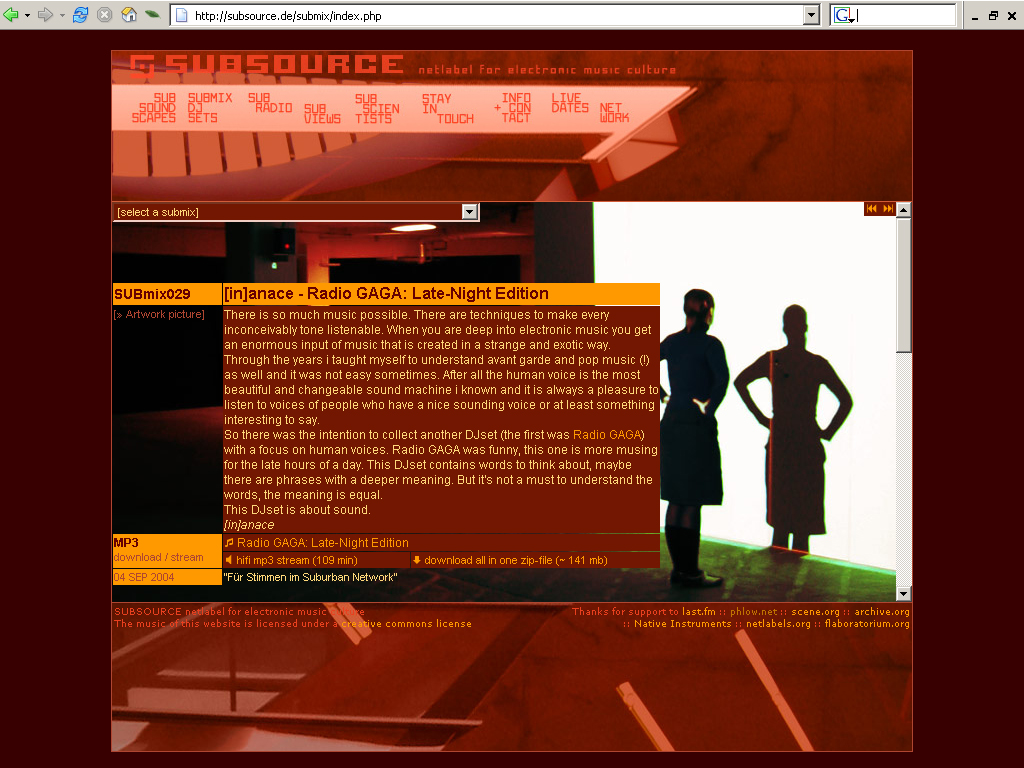 http://subsource.de/submix/index.php
G
SUBSOURCE netlabel for electronic music culture
SUB SOUND SCAPES
SUBMIX DJ SETS
SUB RADIO
SUB VIEWS
SUB SCIEN TISTS
STAY IN TOUCH
INFO + CON TACT
LIVE DATES
NET WORK
[select a submix]
SUBmix029
[in]anace - Radio GAGA: Late-Night Edition
[» Artwork picture]
There is so much music possible. There are techniques to make every
inconceivably tone listenable. When you are deep into electronic music you get
an enormous input of music that is created in a strange and exotic way.
Through the years i taught myself to understand avant garde and pop music (!)
as well and it was not easy sometimes. After all the human voice is the most
beautiful and changeable sound machine i known and it is always a pleasure to
listen to voices of people who have a nice sounding voice or at least something
interesting to say.
So there was the intention to collect another DJset (the first was Radio GAGA)
with a focus on human voices. Radio GAGA was funny, this one is more musing
for the late hours of a day. This DJset contains words to think about, maybe
there are phrases with a deeper meaning. But it's not a must to understand the
words, the meaning is equal.
This DJset is about sound.
[in]anace
MP3
download / stream
Radio GAGA: Late-Night Edition
hifi mp3 stream (109 min)
download all in one zip-file (~ 141 mb)
04 SEP 2004
"Für Stimmen im Suburban Network"
SUBSOURCE netlabel for electronic music culture
The music of this website is licensed under a creative commons license
Thanks for support to last.fm :: phlow.net :: scene.org :: archive.org
:: Native Instruments :: netlabels.org :: flaboratorium.org